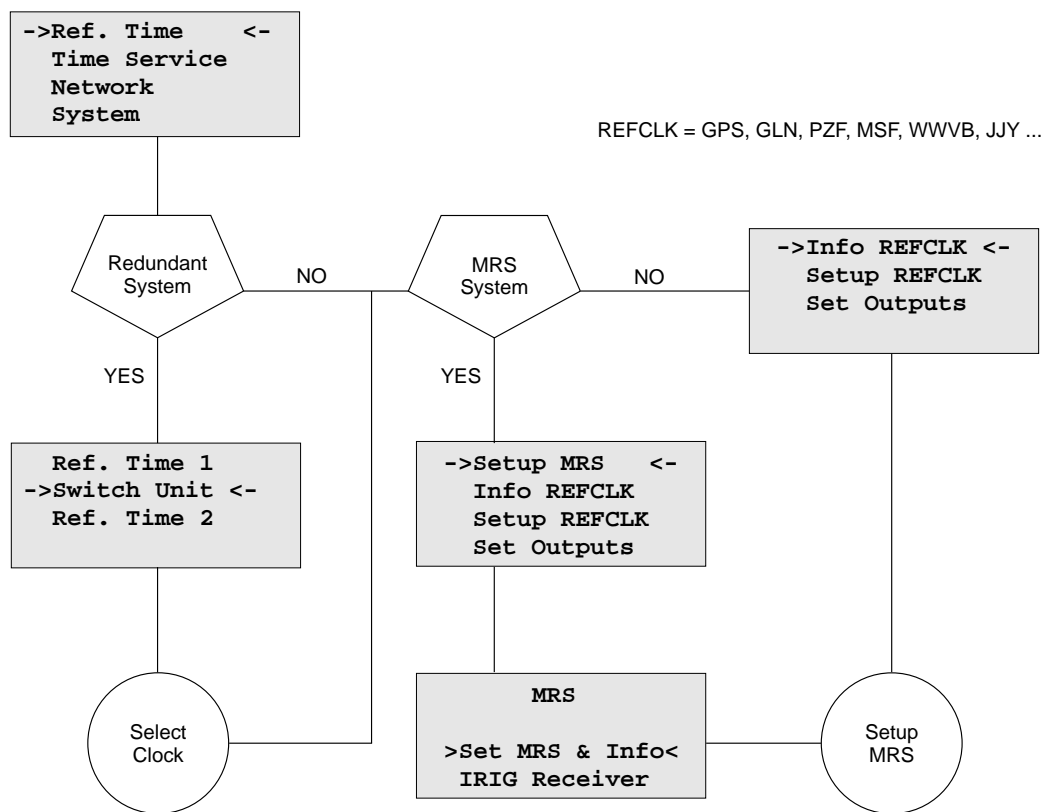 ->Ref. Time <-
Time Service
Network
System
REFCLK = GPS, GLN, PZF, MSF, WWVB, JJY ...
Redundant
System
NO
MRS
System
NO
->Info REFCLK <-
Setup REFCLK
Set Outputs
YES
YES
Ref. Time 1
->Switch Unit <-
Ref. Time 2
->Setup MRS <-
Info REFCLK
Setup REFCLK
Set Outputs
Select
Clock
MRS
>Set MRS & Info<
IRIG Receiver
Setup
MRS